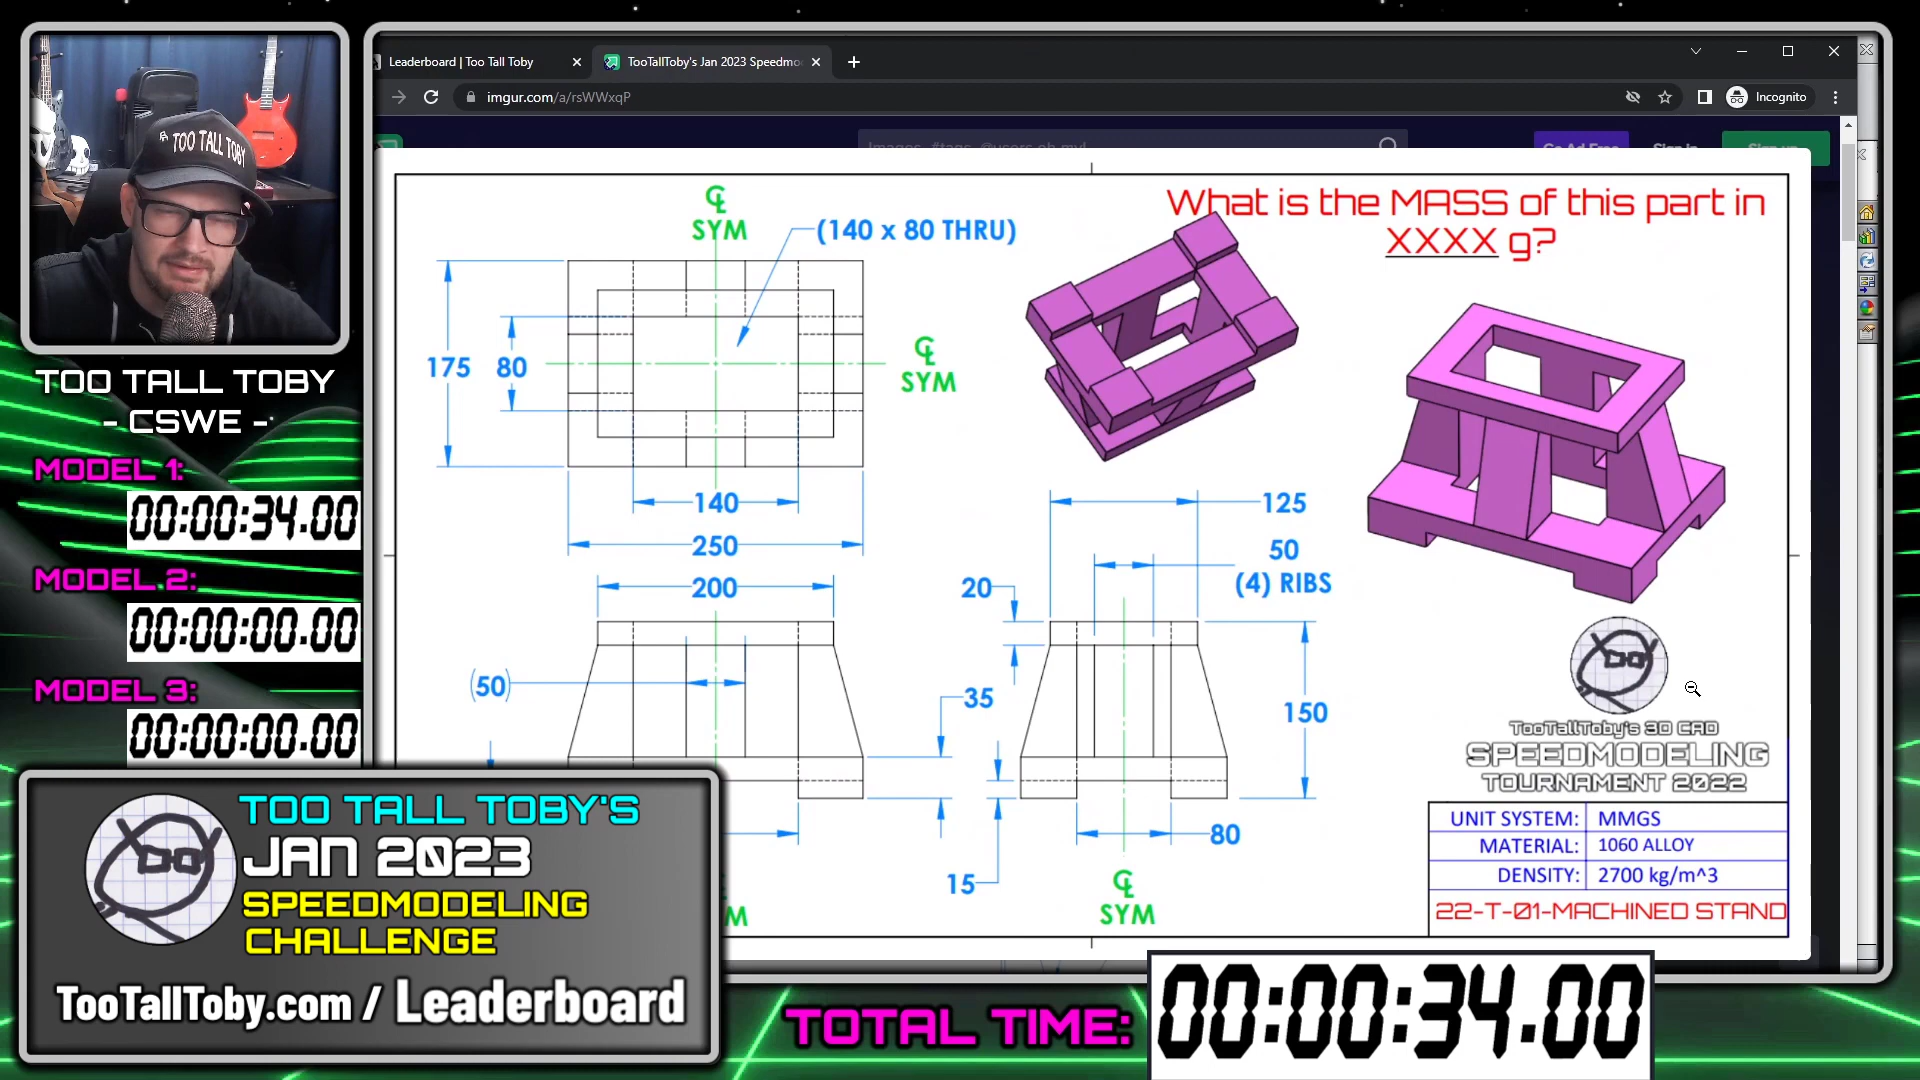 Leaderboard | Too Tall Toby
TooTallToby's Jan 2023 Speedmo
imgur.com/a/rsWWxqP
Incognito
TOO TALL TOBY
What is the MASS of this part in
XXXX g?
℄
SYM
(140 x 80 THRU)
175
80
℄
SYM
140
250
200
125
50
(4) RIBS
20
(50)
35
150
80
15
℄
SYM
M
TooTallToby's 3D CAD
SPEEDMODELING
TOURNAMENT 2022
UNIT SYSTEM: MMGS
MATERIAL: 1060 ALLOY
DENSITY: 2700 kg/m^3
22-T-01-MACHINED STAND
TOO TALL TOBY
- CSWE -
MODEL 1:
00:00:34.00
MODEL 2:
00:00:00.00
MODEL 3:
00:00:00.00
TOO TALL TOBY'S
JAN 2023
SPEEDMODELING
CHALLENGE
TooTallToby.com / Leaderboard
TOTAL TIME:
00:00:34.00